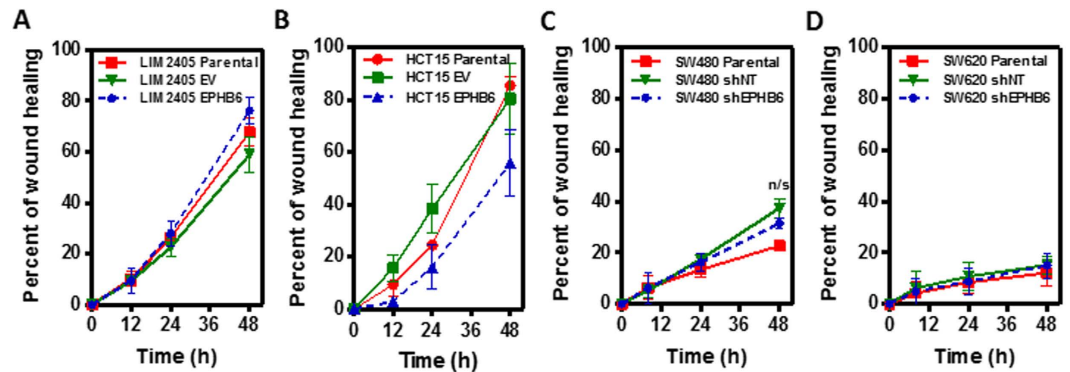 A
Percent of wound healing
100
80
60
40
20
0
LIM 2405 Parental
LIM 2405 EV
LIM 2405 EPHB6
0 12 24 36 48
Time (h)
B
Percent of wound healing
100
80
60
40
20
0
HCT15 Parental
HCT15 EV
HCT15 EPHB6
0 12 24 36 48
Time (h)
C
Percent of wound healing
100
80
60
40
20
0
SW480 Parental
SW480 shNT
SW480 shEPHB6
n/s
0 12 24 36 48
Time (h)
D
Percent of wound healing
100
80
60
40
20
0
SW620 Parental
SW620 shNT
SW620 shEPHB6
0 12 24 36 48
Time (h)